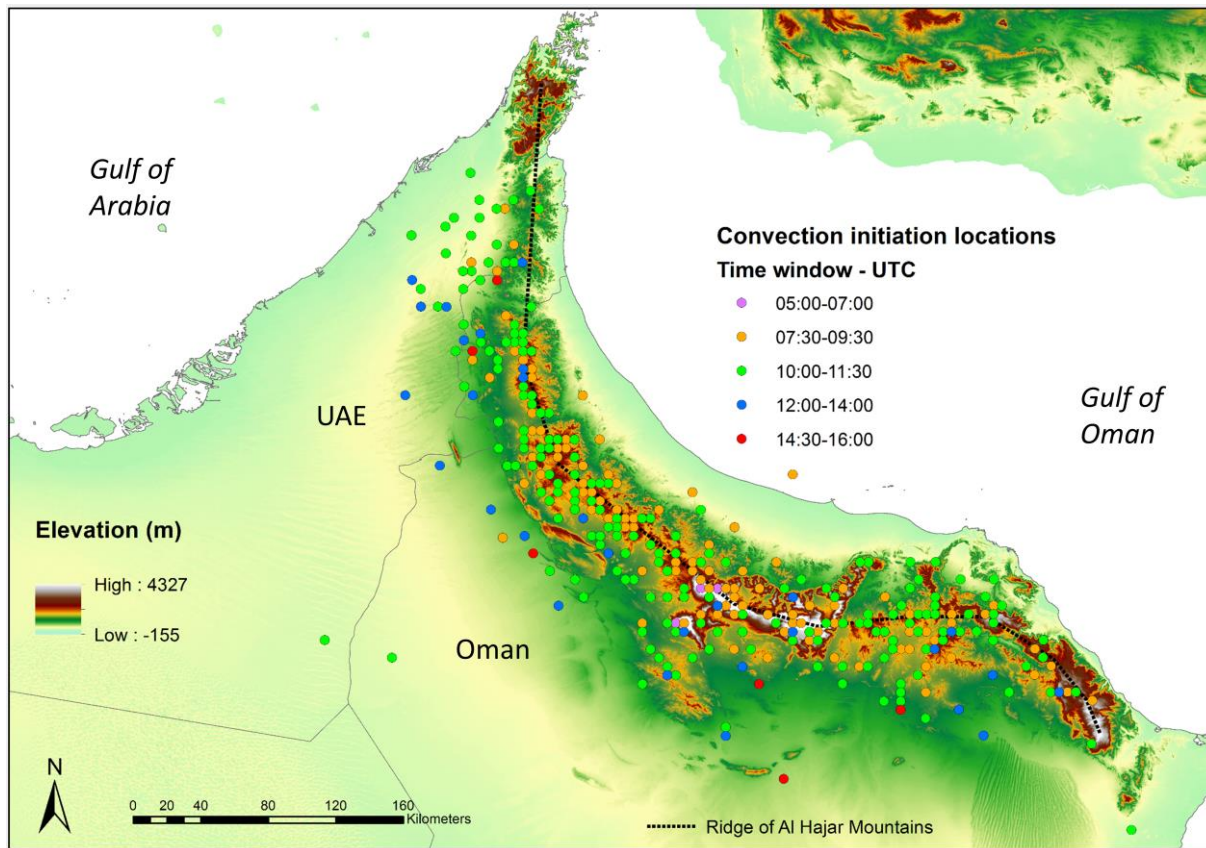 Gulf of
Arabia
Convection initiation locations
Time window - UTC
05:00-07:00
07:30-09:30
10:00-11:30
12:00-14:00
14:30-16:00
Gulf of
Oman
UAE
Elevation (m)
High : 4327
Low : -155
Oman
N
0 20 40 80 120 160
Kilometers
Ridge of Al Hajar Mountains